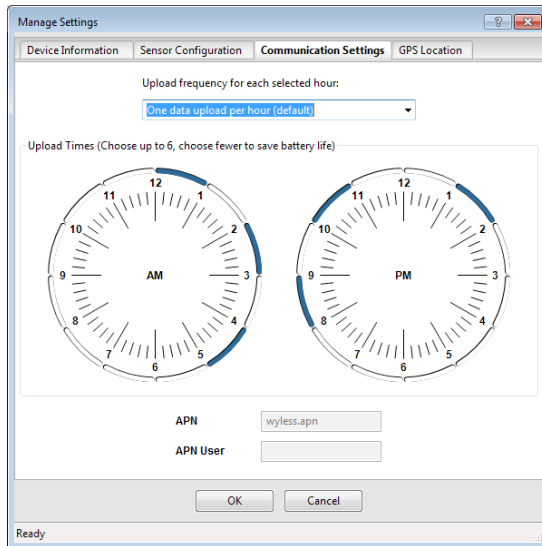 Manage Settings
Device Information Sensor Configuration Communication Settings GPS Location
Upload frequency for each selected hour:
One data upload per hour (default)
Upload Times (Choose up to 6, choose fewer to save battery life)
12
1
2
3
4
5
6
7
8
9
10
11
AM
12
1
2
3
4
5
6
7
8
9
10
11
PM
APN wyless.apn
APN User
OK Cancel
Ready